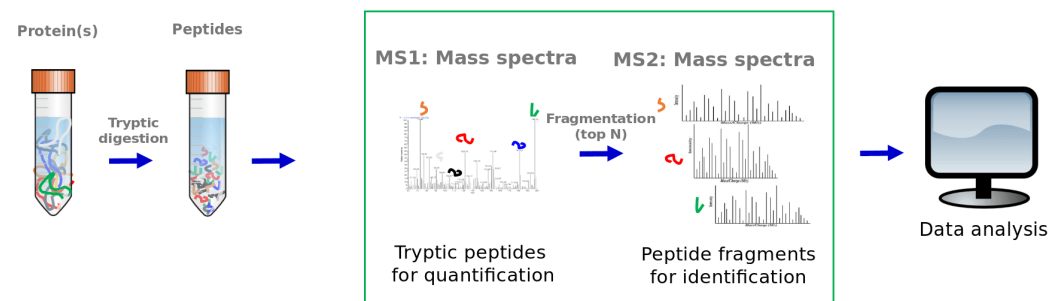 Protein(s)
Peptides
Tryptic
digestion
MS1: Mass spectra
MS2: Mass spectra
Fragmentation
(top N)
Tryptic peptides
for quantification
Peptide fragments
for identification
Data analysis